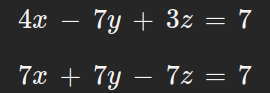 4x − 7y + 3z = 7
7x + 7y − 7z = 7